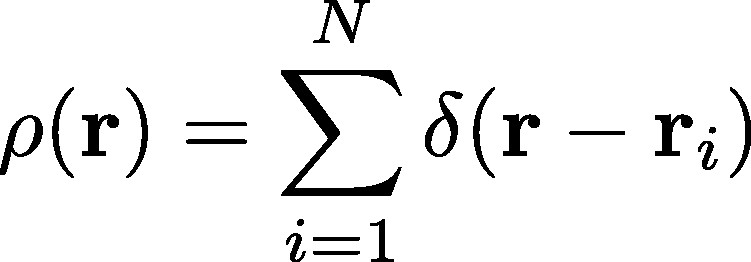 ρ(𝐫) = ∑_{i=1}^{N} δ(𝐫 − 𝐫_i)